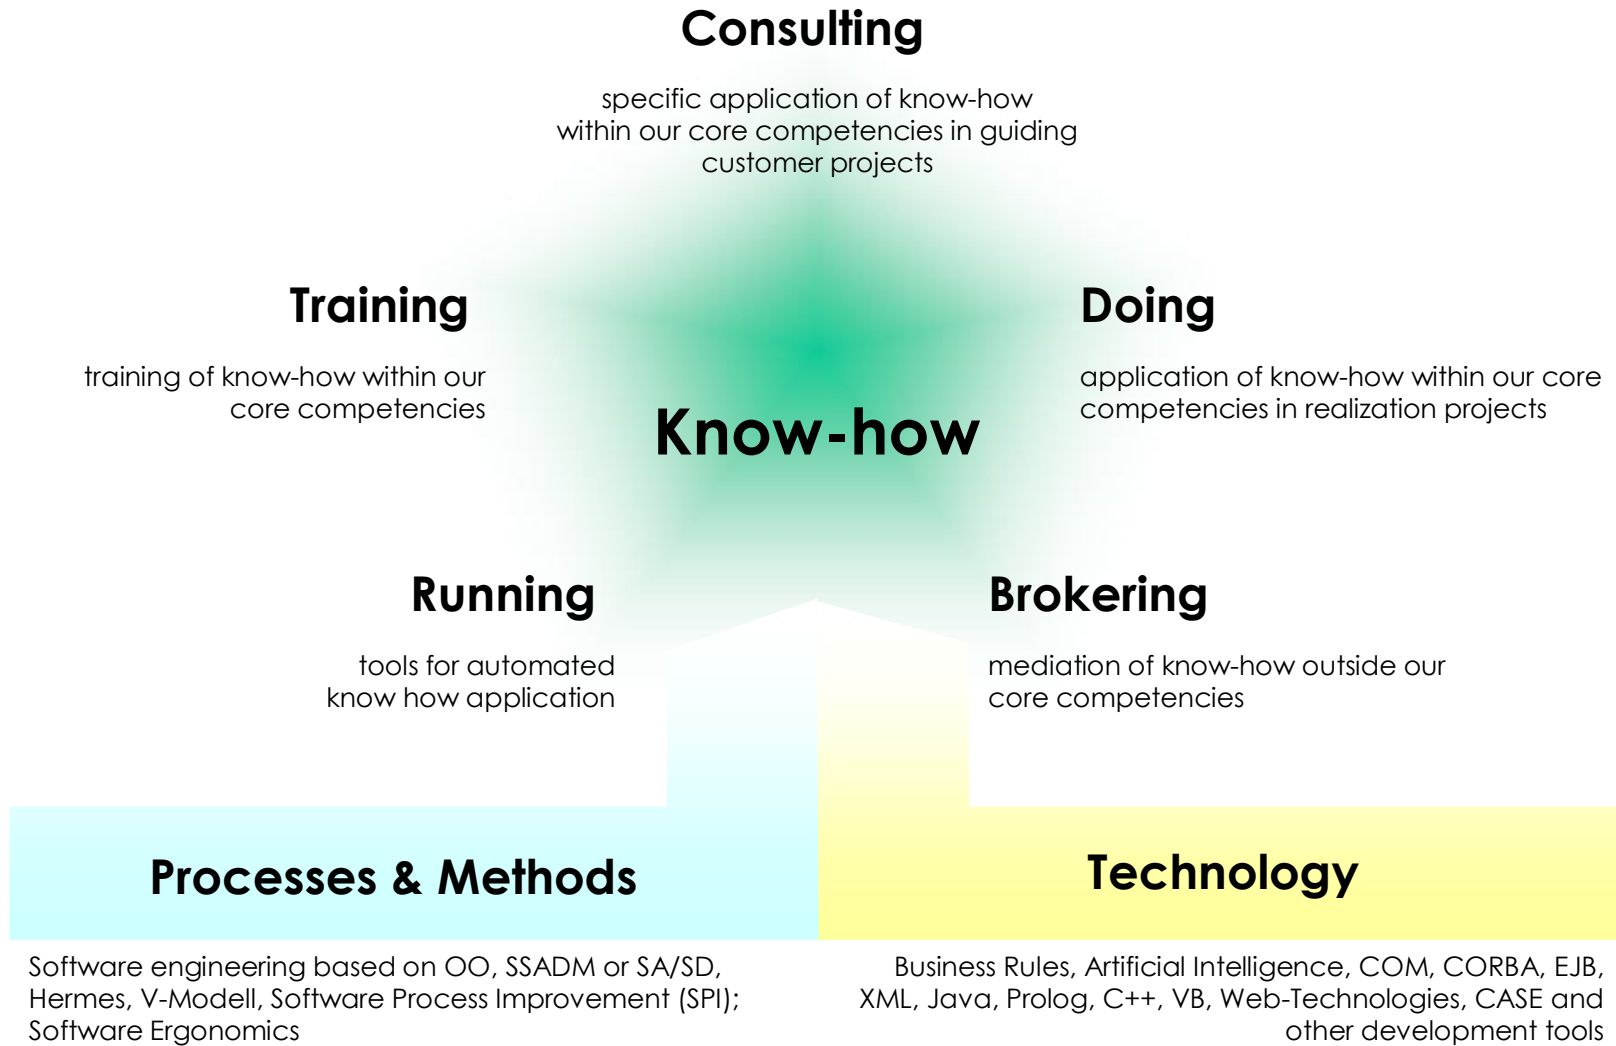 Consulting
specific application of know-how
within our core competencies in guiding
customer projects
Training
training of know-how within our
core competencies
Doing
application of know-how within our core
competencies in realization projects
Know-how
Running
tools for automated
know how application
Brokering
mediation of know-how outside our
core competencies
Processes & Methods
Software engineering based on OO, SSADM or SA/SD,
Hermes, V-Modell, Software Process Improvement (SPI);
Software Ergonomics
Technology
Business Rules, Artificial Intelligence, COM, CORBA, EJB,
XML, Java, Prolog, C++, VB, Web-Technologies, CASE and
other development tools